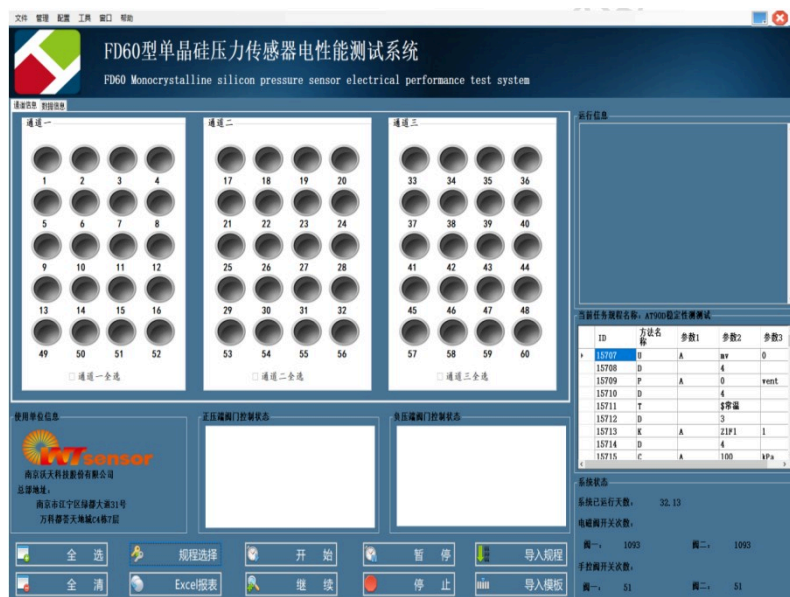 文件 管理 配置 工具 窗口 帮助
FD60型单晶硅压力传感器电性能测试系统
FD60 Monocrystalline silicon pressure sensor electrical performance test system
通道信息 数据信息
通道一
1 2 3 4
5 6 7 8
9 10 11 12
13 14 15 16
49 50 51 52
通道一全选
通道二
17 18 19 20
21 22 23 24
25 26 27 28
29 30 31 32
53 54 55 56
通道二全选
通道三
33 34 35 36
37 38 39 40
41 42 43 44
45 46 47 48
57 58 59 60
通道三全选
运行信息
当前任务规程名称：AT90D稳定性测测试
ID 方法名称 参数1 参数2 参数3
15707 U A mv 0
15708 D 4
15709 P A 0 vent
15710 D 4
15711 T $常温
15712 D 3
15713 K A 21F1 1
15714 D 4
15715 C A 100 kPa
使用单位信息
WTsensor
南京沃天科技股份有限公司
总部地址：
南京市江宁区绿都大道31号
万科都荟天地城C4栋7层
正压端阀门控制状态
负压端阀门控制状态
系统状态
系统已运行天数： 32.13
电磁阀开关次数：
阀一： 1093 阀二： 1093
手控阀开关次数：
阀一： 51 阀二： 51
全 选 规程选择 开 始 暂 停 导入规程
全 清 Excel报表 继 续 停 止 导入模板